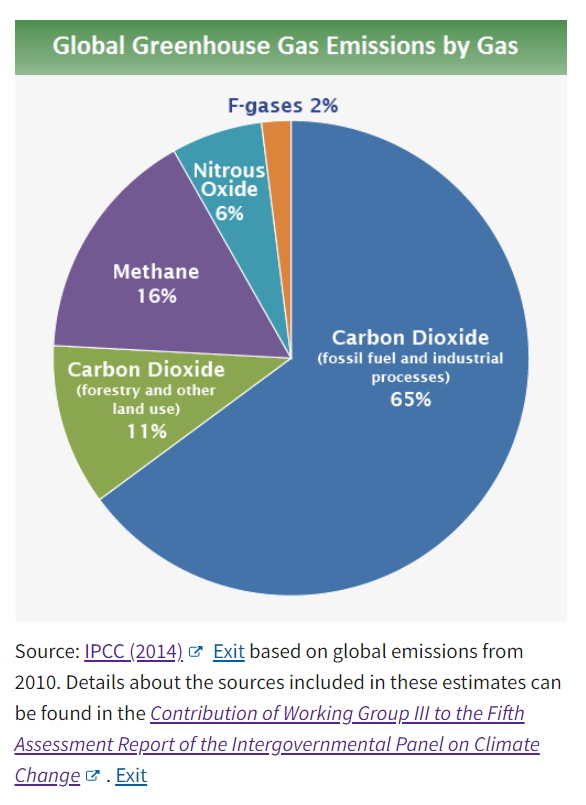 Global Greenhouse Gas Emissions by Gas
F-gases 2%
Nitrous
Oxide
6%
Methane
16%
Carbon Dioxide
(fossil fuel and industrial
processes)
65%
Carbon Dioxide
(forestry and other
land use)
11%
Source: IPCC (2014) Exit based on global emissions from
2010. Details about the sources included in these estimates can
be found in the Contribution of Working Group III to the Fifth
Assessment Report of the Intergovernmental Panel on Climate
Change . Exit